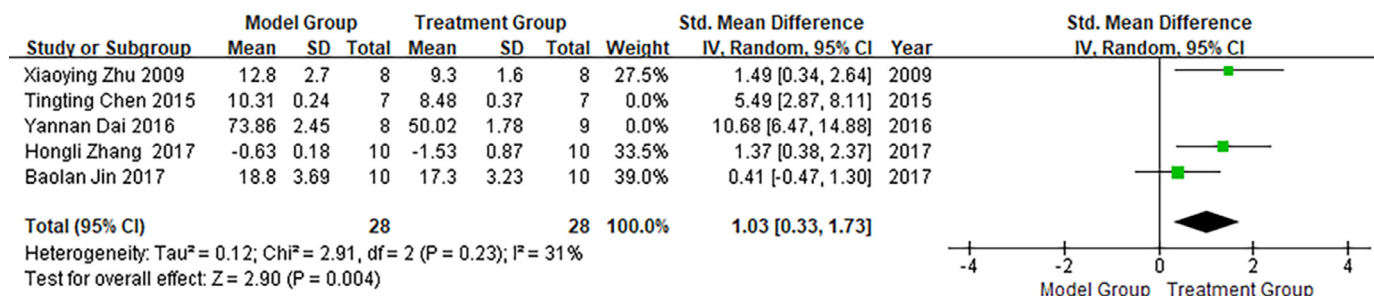 Model Group Treatment Group Std. Mean Difference Std. Mean Difference
Study or Subgroup Mean SD Total Mean SD Total Weight IV, Random, 95% CI Year IV, Random, 95% CI
Xiaoying Zhu 2009 12.8 2.7 8 9.3 1.6 8 27.5% 1.49 [0.34, 2.64] 2009
Tingting Chen 2015 10.31 0.24 7 8.48 0.37 7 0.0% 5.49 [2.87, 8.11] 2015
Yannan Dai 2016 73.86 2.45 8 50.02 1.78 9 0.0% 10.68 [6.47, 14.88] 2016
Hongli Zhang 2017 -0.63 0.18 10 -1.53 0.87 10 33.5% 1.37 [0.38, 2.37] 2017
Baolan Jin 2017 18.8 3.69 10 17.3 3.23 10 39.0% 0.41 [-0.47, 1.30] 2017
Total (95% CI) 28 28 100.0% 1.03 [0.33, 1.73]
Heterogeneity: Tau² = 0.12; Chi² = 2.91, df = 2 (P = 0.23); I² = 31%
Test for overall effect: Z = 2.90 (P = 0.004)
-4 -2 0 2 4
Model Group Treatment Group